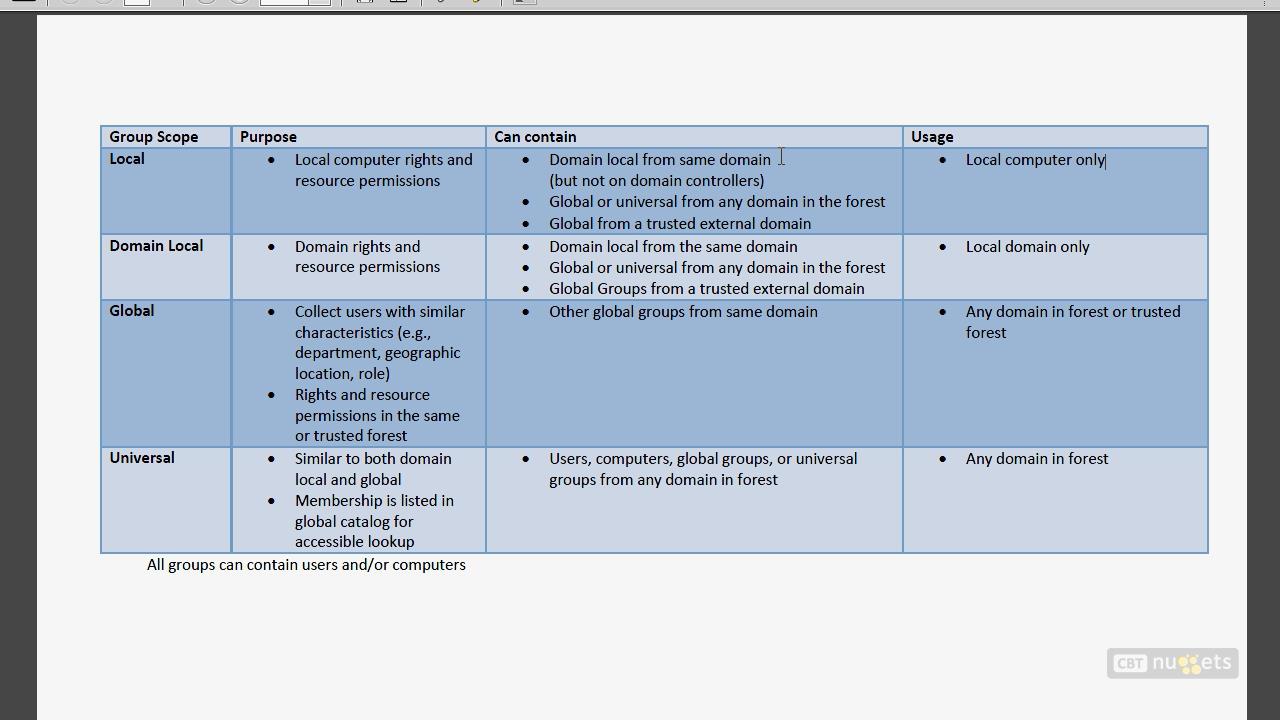 Group Scope Purpose Can contain Usage
Local
• Local computer rights and
resource permissions
• Domain local from same domain
(but not on domain controllers)
• Global or universal from any domain in the forest
• Global from a trusted external domain
• Local computer only
Domain Local
• Domain rights and
resource permissions
• Domain local from the same domain
• Global or universal from any domain in the forest
• Global Groups from a trusted external domain
• Local domain only
Global
• Collect users with similar
characteristics (e.g.,
department, geographic
location, role)
• Rights and resource
permissions in the same
or trusted forest
• Other global groups from same domain
• Any domain in forest or trusted
forest
Universal
• Similar to both domain
local and global
• Membership is listed in
global catalog for
accessible lookup
• Users, computers, global groups, or universal
groups from any domain in forest
• Any domain in forest
All groups can contain users and/or computers
CBT nuggets